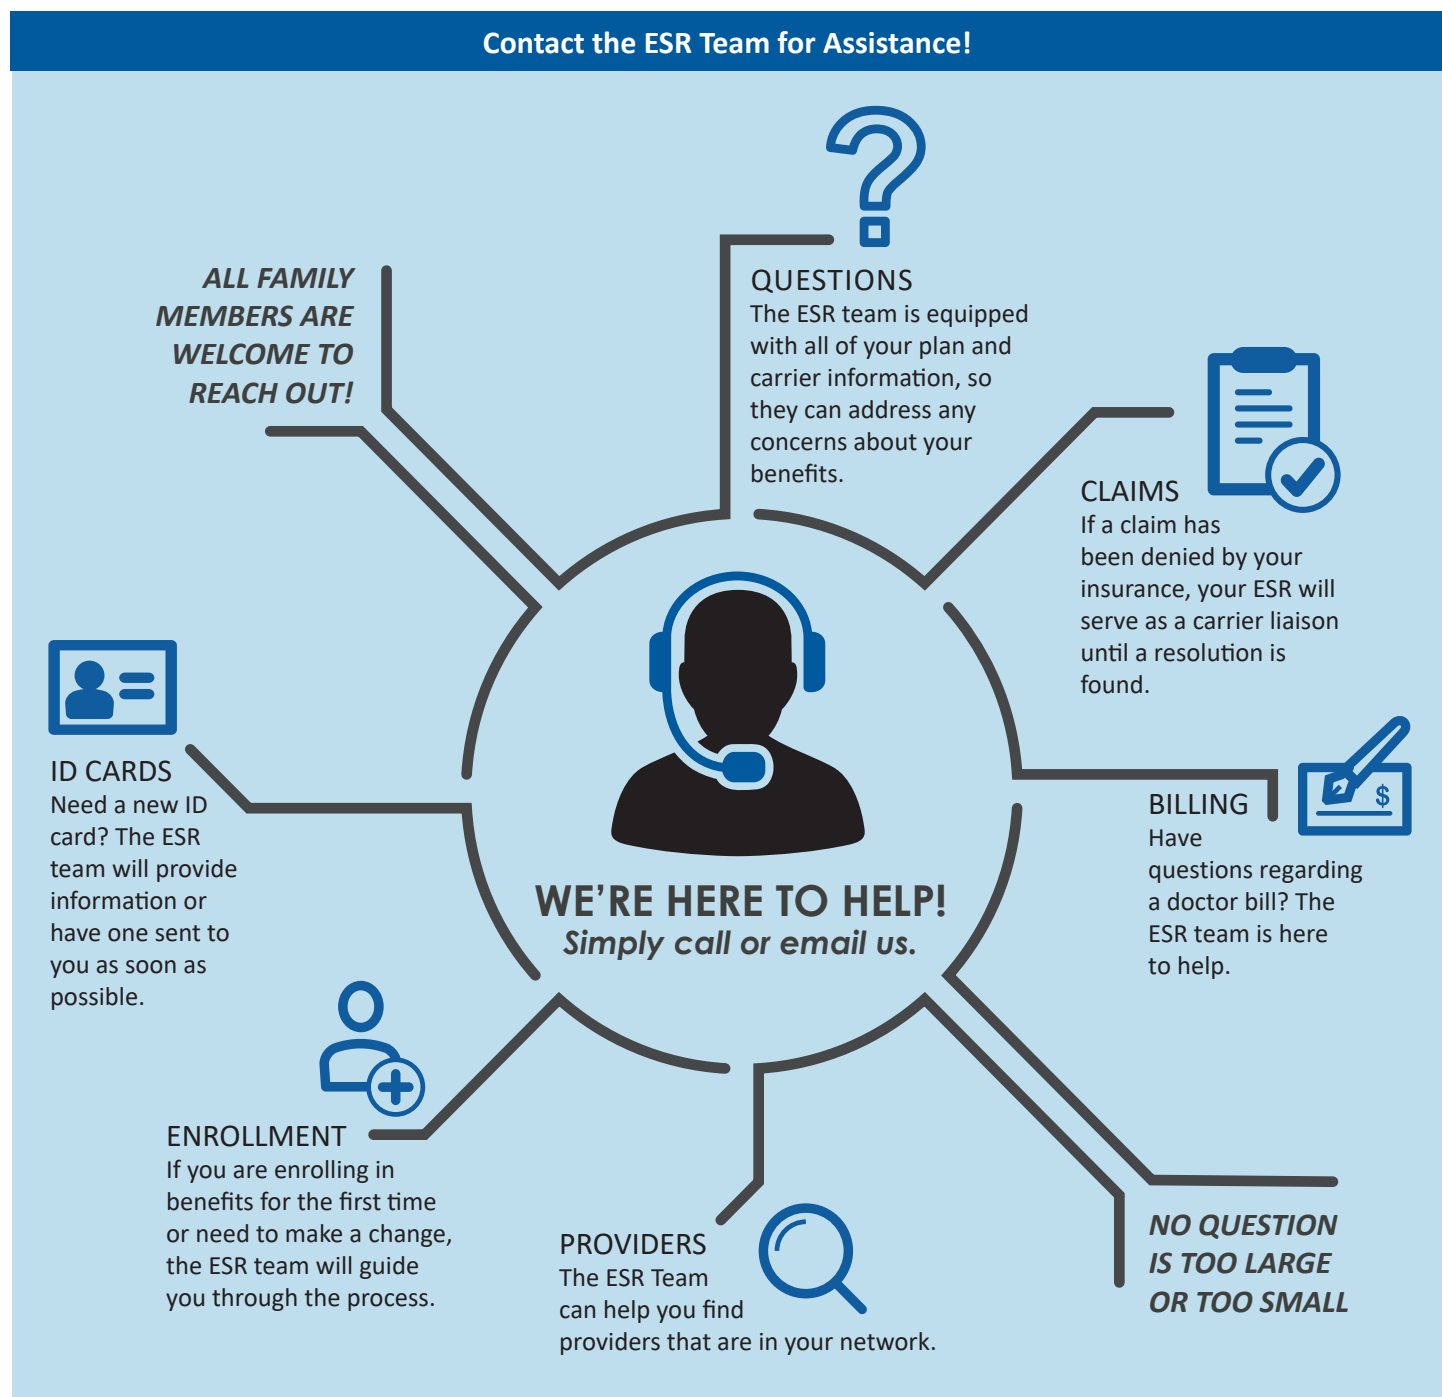 Contact the ESR Team for Assistance!
ALL FAMILY
MEMBERS ARE
WELCOME TO
REACH OUT!
QUESTIONS
The ESR team is equipped
with all of your plan and
carrier information, so
they can address any
concerns about your
benefits.
CLAIMS
If a claim has
been denied by your
insurance, your ESR will
serve as a carrier liaison
until a resolution is
found.
BILLING
$
Have
questions regarding
a doctor bill? The
ESR team is here
to help.
ID CARDS
Need a new ID
card? The ESR
team will provide
information or
have one sent to
you as soon as
possible.
WE'RE HERE TO HELP!
Simply call or email us.
ENROLLMENT
If you are enrolling in
benefits for the first time
or need to make a change,
the ESR team will guide
you through the process.
PROVIDERS
The ESR Team
can help you find
providers that are in your network.
NO QUESTION
IS TOO LARGE
OR TOO SMALL